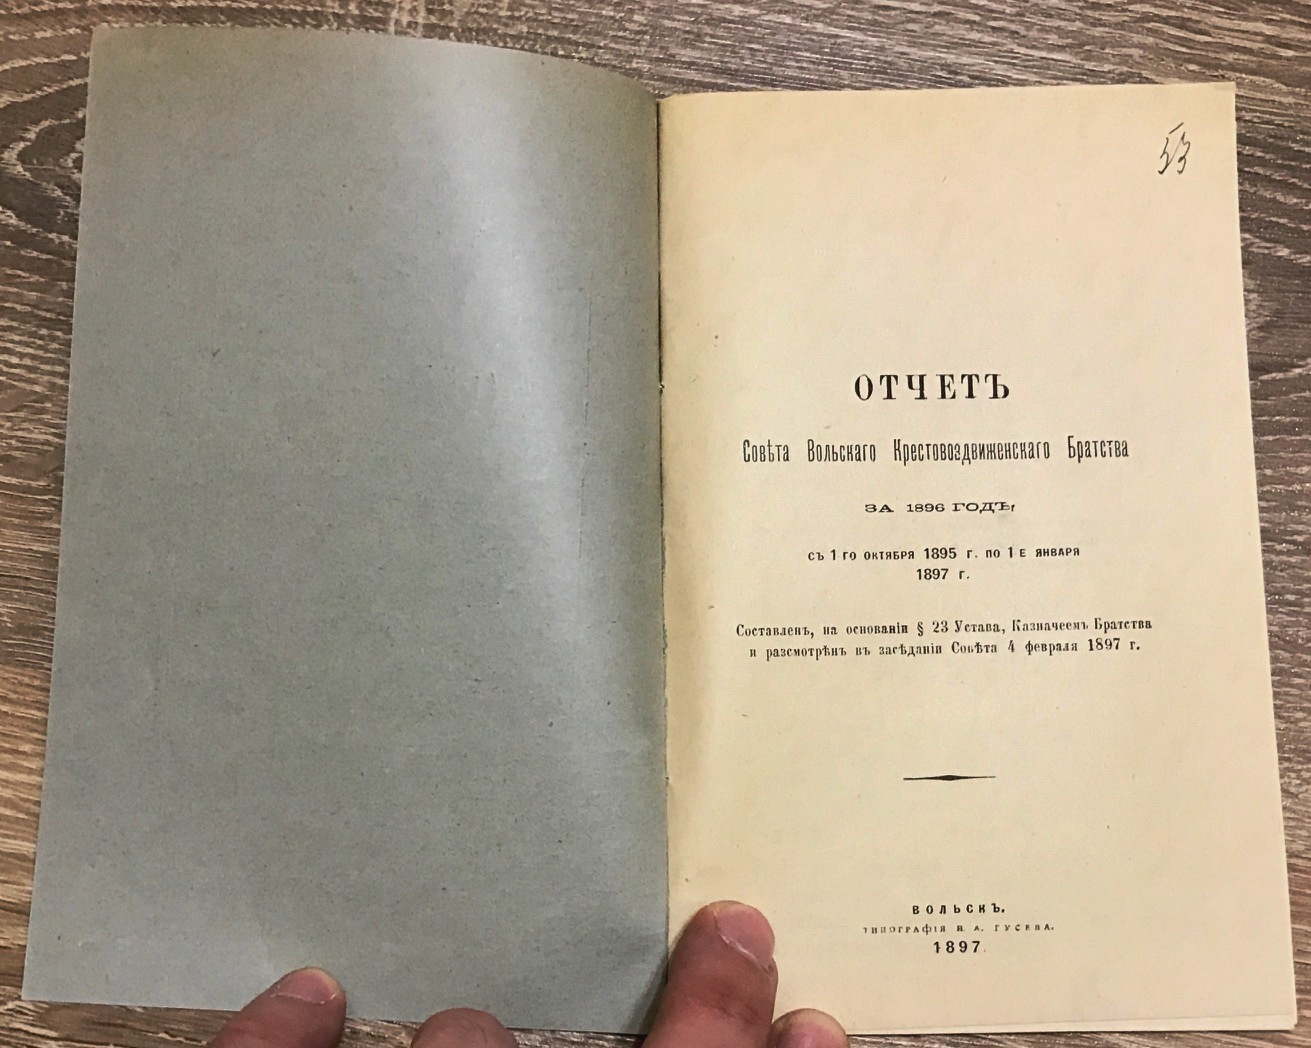 53
ОТЧЕТЪ
Совѣта Вольскаго Крестовоздвиженскаго Братства
ЗА 1896 ГОДЪ,
СЪ 1 ГО ОКТЯБРЯ 1895 Г. ПО 1 Е ЯНВАРЯ
1897 Г.
Составленъ, на основаніи § 23 Устава, Казначеемъ Братства
и разсмотрѣнъ въ засѣданіи Совѣта 4 февраля 1897 г.
ВОЛЬСКЪ.
ТИПОГРАФІЯ Н. А. ГУСЕВА.
1897.